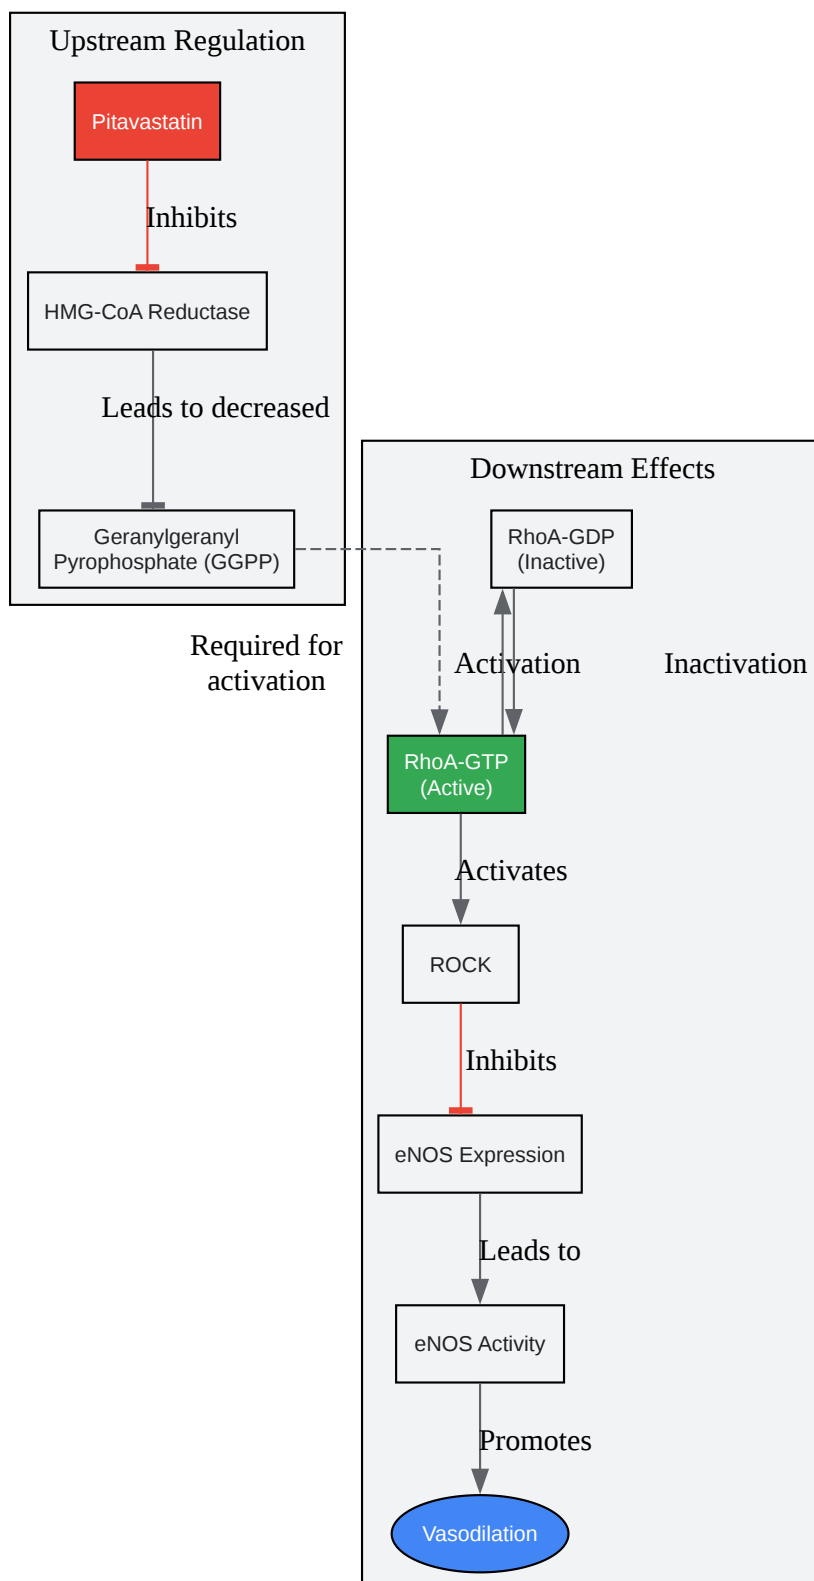 Upstream Regulation
Pitavastatin
Inhibits
HMG-CoA Reductase
Leads to decreased
Geranylgeranyl
Pyrophosphate (GGPP)
Required for
activation
Downstream Effects
RhoA-GDP
(Inactive)
Activation
Inactivation
RhoA-GTP
(Active)
Activates
ROCK
Inhibits
eNOS Expression
Leads to
eNOS Activity
Promotes
Vasodilation